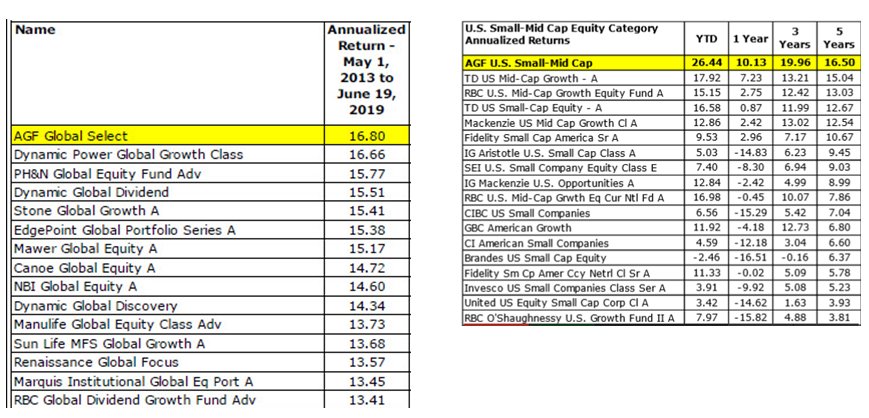 Name Annualized
Return -
May 1,
2013 to
June 19,
2019
AGF Global Select 16.80
Dynamic Power Global Growth Class 16.66
PH&N Global Equity Fund Adv 15.77
Dynamic Global Dividend 15.51
Stone Global Growth A 15.41
EdgePoint Global Portfolio Series A 15.38
Mawer Global Equity A 15.17
Canoe Global Equity A 14.72
NBI Global Equity A 14.60
Dynamic Global Discovery 14.34
Manulife Global Equity Class Adv 13.73
Sun Life MFS Global Growth A 13.68
Renaissance Global Focus 13.57
Marquis Institutional Global Eq Port A 13.45
RBC Global Dividend Growth Fund Adv 13.41
U.S. Small-Mid Cap Equity Category
Annualized Returns YTD 1 Year 3 Years 5 Years
AGF U.S. Small-Mid Cap 26.44 10.13 19.96 16.50
TD US Mid-Cap Growth - A 17.92 7.23 13.21 15.04
RBC U.S. Mid-Cap Growth Equity Fund A 15.15 2.75 12.42 13.03
TD US Small-Cap Equity - A 16.58 0.87 11.99 12.67
Mackenzie US Mid Cap Growth Cl A 12.86 2.42 13.02 12.54
Fidelity Small Cap America Sr A 9.53 2.96 7.17 10.67
IG Aristotle U.S. Small Cap Class A 5.03 -14.83 6.23 9.45
SEI U.S. Small Company Equity Class E 7.40 -8.30 6.94 9.03
IG Mackenzie U.S. Opportunities A 12.84 -2.42 4.99 8.99
RBC U.S. Mid-Cap Grwth Eq Cur Ntl Fd A 16.98 -0.45 10.07 7.86
CIBC US Small Companies 6.56 -15.29 5.42 7.04
GBC American Growth 11.92 -4.18 12.73 6.80
CI American Small Companies 4.59 -12.18 3.04 6.60
Brandes US Small Cap Equity -2.46 -16.51 -0.16 6.37
Fidelity Sm Cp Amer Ccy Netrl Cl Sr A 11.33 -0.02 5.09 5.78
Invesco US Small Companies Class Ser A 3.91 -9.92 5.08 5.23
United US Equity Small Cap Corp Cl A 3.42 -14.62 1.63 3.93
RBC O'Shaughnessy U.S. Growth Fund II A 7.97 -15.82 4.88 3.81